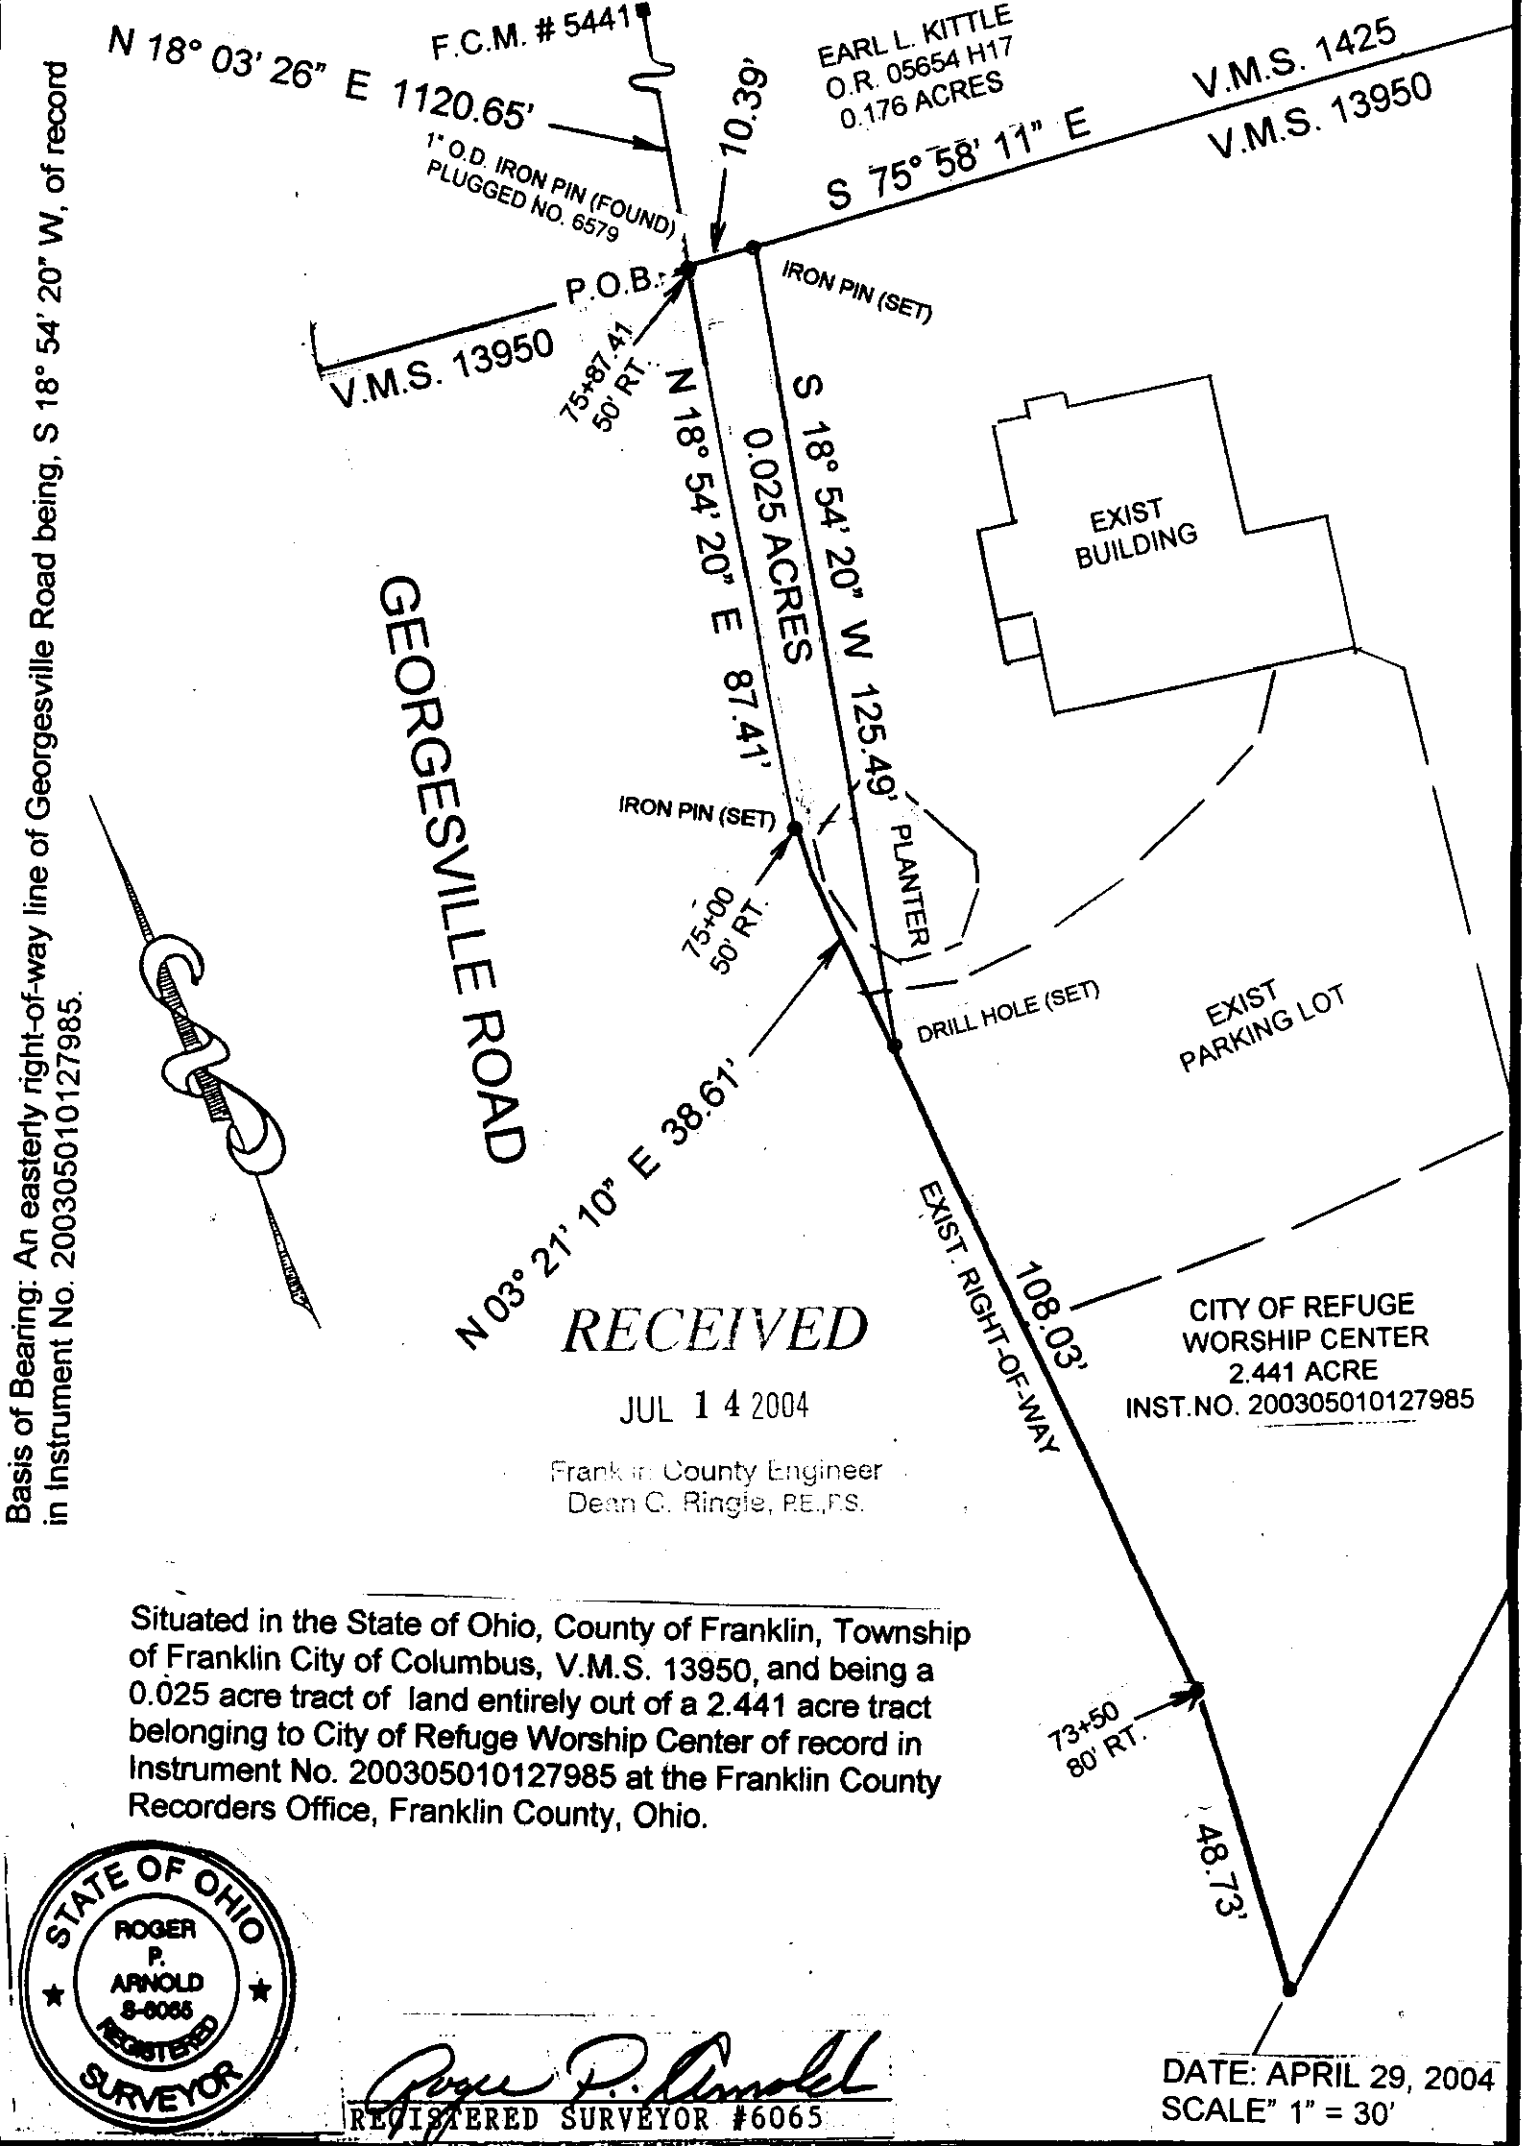 N 18° 03' 26" E 1120.65'
F.C.M. # 5441
1" O.D. IRON PIN (FOUND)
PLUGGED NO. 6579
10.39'
EARL L. KITTLE
O.R. 05654 H17
0.176 ACRES
S 75° 58' 11" E
V.M.S. 1425
V.M.S. 13950
P.O.B.
IRON PIN (SET)
V.M.S. 13950
75+87.41
50' RT.
N 18° 54' 20" E 87.41'
0.025 ACRES
S 18° 54' 20" W 125.49'
EXIST
BUILDING
GEORGESVILLE ROAD
IRON PIN (SET)
75+00
50' RT.
PLANTER
DRILL HOLE (SET)
EXIST
PARKING LOT
N 03° 21' 10" E 38.61'
EXIST. RIGHT-OF-WAY
108.03'
CITY OF REFUGE
WORSHIP CENTER
2.441 ACRE
INST.NO. 200305010127985
Basis of Bearing: An easterly right-of-way line of Georgesville Road being, S 18° 54' 20" W, of record
in Instrument No. 200305010127985.
RECEIVED
JUL 14 2004
Franklin County Engineer
Dean C. Ringle, P.E.,P.S.
Situated in the State of Ohio, County of Franklin, Township
of Franklin City of Columbus, V.M.S. 13950, and being a
0.025 acre tract of land entirely out of a 2.441 acre tract
belonging to City of Refuge Worship Center of record in
Instrument No. 200305010127985 at the Franklin County
Recorders Office, Franklin County, Ohio.
73+50
80' RT.
48.73'
STATE OF OHIO
ROGER
P.
ARNOLD
S-6065
REGISTERED
SURVEYOR
Roger P. Arnold
REGISTERED SURVEYOR #6065
DATE: APRIL 29, 2004
SCALE" 1" = 30'